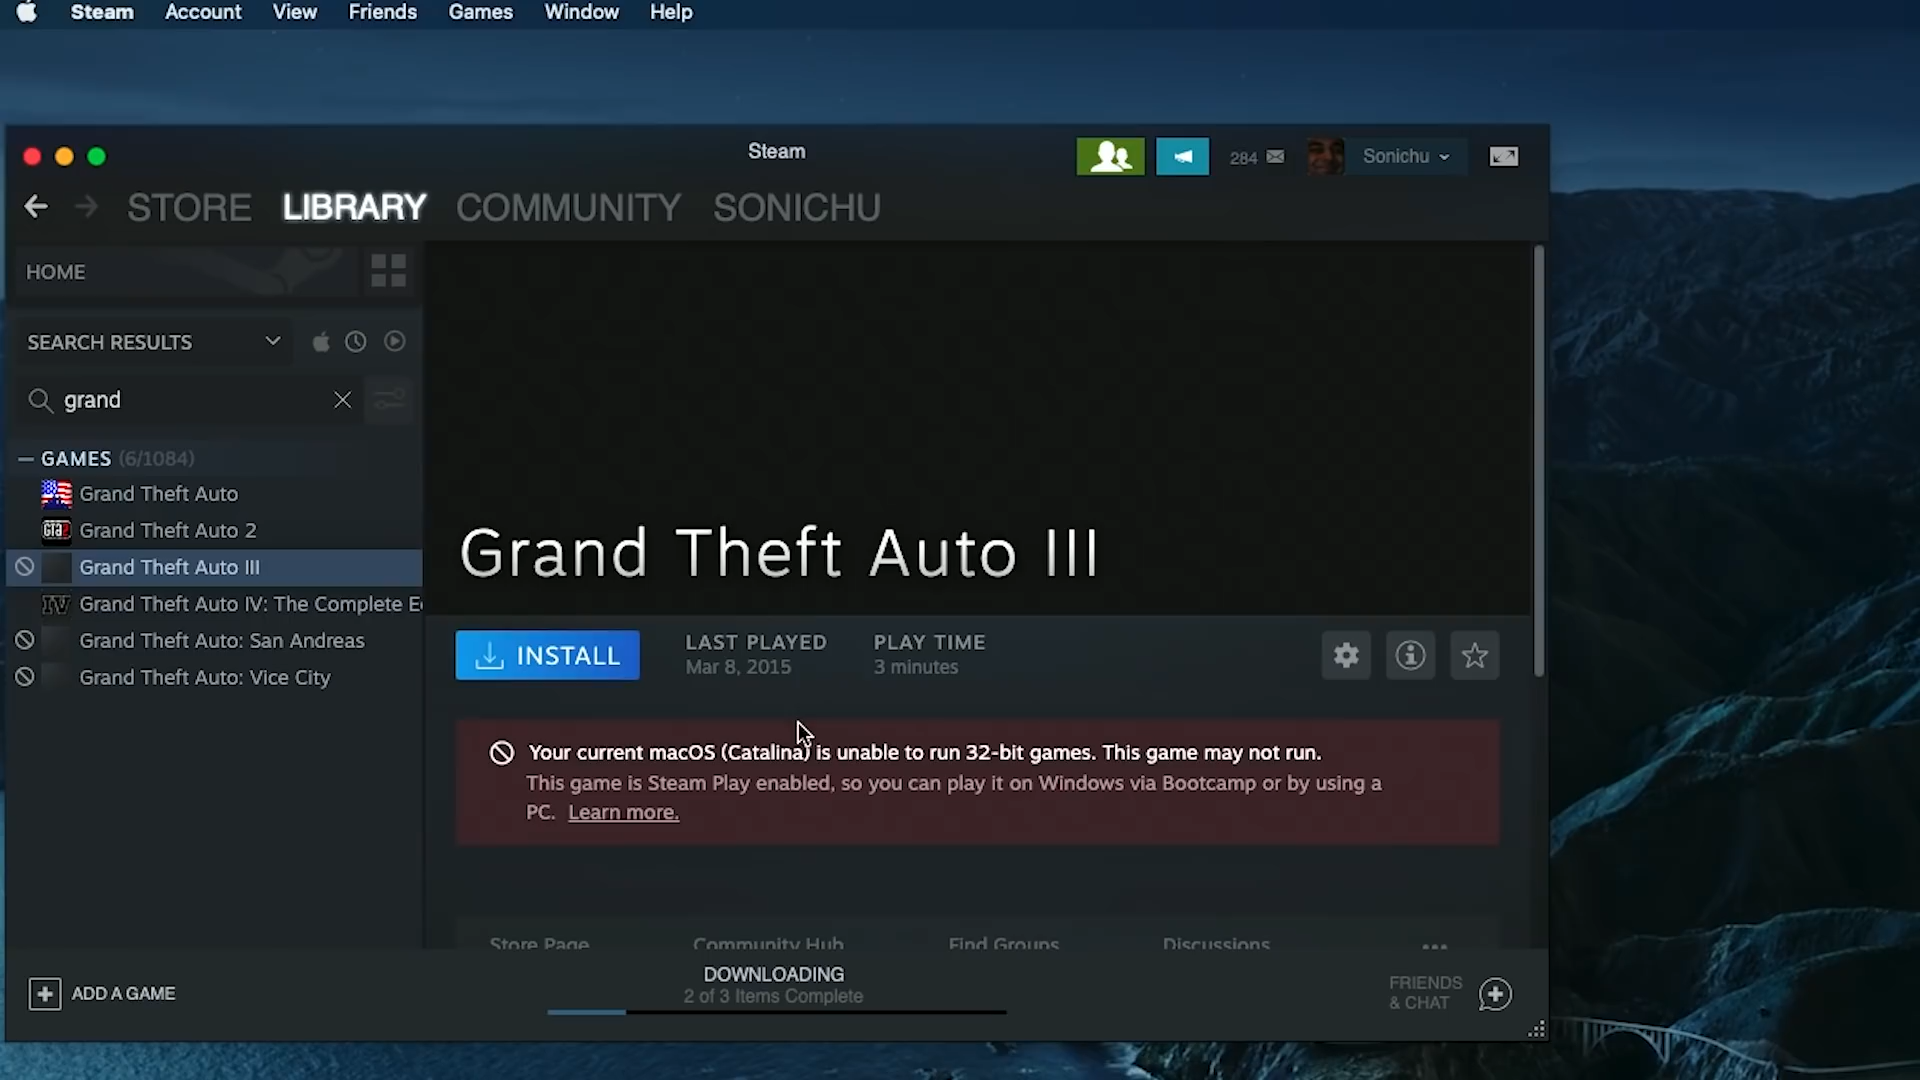 Steam Account View Friends Games Window Help
Steam
284
Sonichu
STORE LIBRARY COMMUNITY SONICHU
HOME
SEARCH RESULTS
grand
GAMES (6/1084)
Grand Theft Auto
GTA2 Grand Theft Auto 2
Grand Theft Auto III
IV Grand Theft Auto IV: The Complete E
Grand Theft Auto: San Andreas
Grand Theft Auto: Vice City
Grand Theft Auto III
INSTALL
LAST PLAYED
Mar 8, 2015
PLAY TIME
3 minutes
Your current macOS (Catalina) is unable to run 32-bit games. This game may not run.
This game is Steam Play enabled, so you can play it on Windows via Bootcamp or by using a
PC. Learn more.
Store Page Community Hub Find Groups Discussions
ADD A GAME
DOWNLOADING
2 of 3 Items Complete
FRIENDS
& CHAT